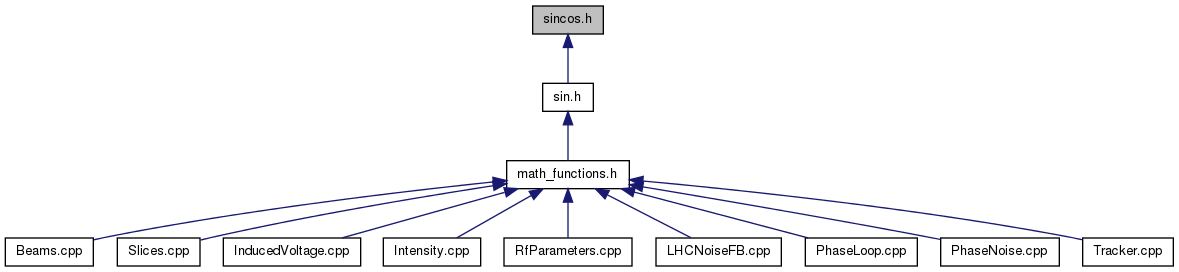 sincos.h
sin.h
math_functions.h
Beams.cpp
Slices.cpp
InducedVoltage.cpp
Intensity.cpp
RfParameters.cpp
LHCNoiseFB.cpp
PhaseLoop.cpp
PhaseNoise.cpp
Tracker.cpp